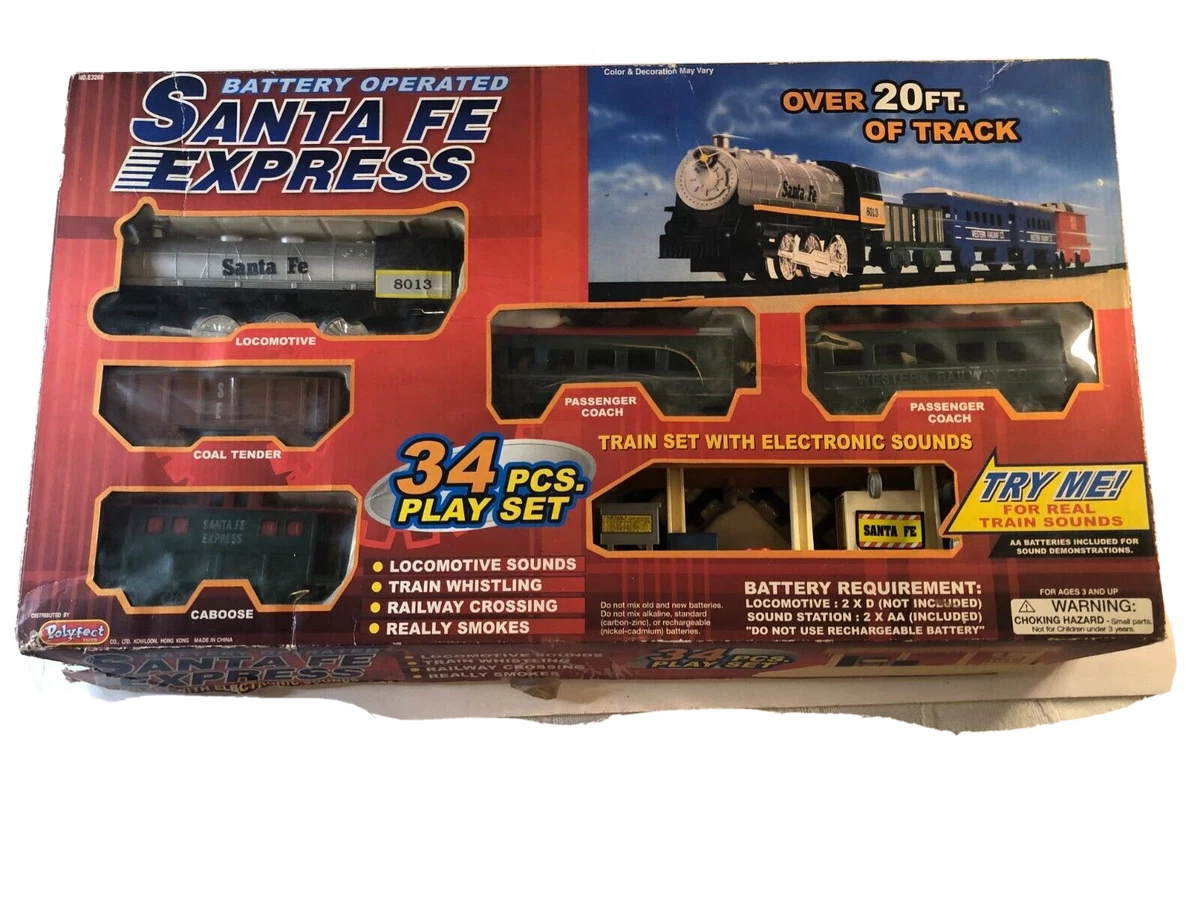 NO.E3268
BATTERY OPERATED
SANTA FE
EXPRESS
Color & Decoration May Vary
OVER 20FT.
OF TRACK
Santa Fe
8013
WESTERN RAILWAY CO.
Santa Fe
8013
LOCOMOTIVE
S
F
COAL TENDER
PASSENGER
COACH
WESTERN RAILWAY CO.
PASSENGER
COACH
TRAIN SET WITH ELECTRONIC SOUNDS
34 PCS.
PLAY SET
SANTA FE
TRY ME!
FOR REAL
TRAIN SOUNDS
AA BATTERIES INCLUDED FOR
SOUND DEMONSTRATIONS.
SANTA FE
EXPRESS
CABOOSE
LOCOMOTIVE SOUNDS
TRAIN WHISTLING
RAILWAY CROSSING
REALLY SMOKES
Do not mix old and new batteries.
Do not mix alkaline, standard
(carbon-zinc), or rechargeable
(nickel-cadmium) batteries.
BATTERY REQUIREMENT:
LOCOMOTIVE : 2 X D (NOT INCLUDED)
SOUND STATION : 2 X AA (INCLUDED)
"DO NOT USE RECHARGEABLE BATTERY"
FOR AGES 3 AND UP
WARNING:
CHOKING HAZARD - Small parts.
Not for Children under 3 years.
DISTRIBUTED BY
Polyfect
TOYS
CO., LTD. KOWLOON, HONG KONG MADE IN CHINA
SANTA FE
EXPRESS
LOCOMOTIVE SOUNDS
TRAIN WHISTLING
RAILWAY CROSSING
REALLY SMOKES
34 PCS.
PLAY SET